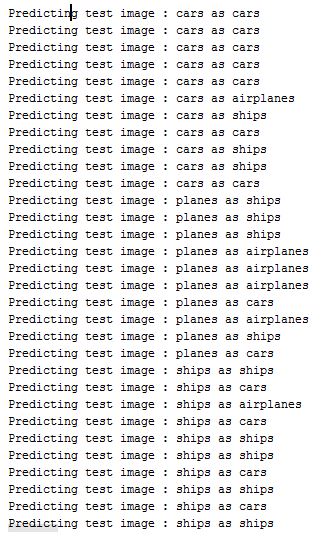 Predicting test image : cars as cars
Predicting test image : cars as cars
Predicting test image : cars as cars
Predicting test image : cars as cars
Predicting test image : cars as cars
Predicting test image : cars as airplanes
Predicting test image : cars as ships
Predicting test image : cars as cars
Predicting test image : cars as ships
Predicting test image : cars as ships
Predicting test image : cars as cars
Predicting test image : planes as ships
Predicting test image : planes as ships
Predicting test image : planes as ships
Predicting test image : planes as airplanes
Predicting test image : planes as airplanes
Predicting test image : planes as airplanes
Predicting test image : planes as cars
Predicting test image : planes as airplanes
Predicting test image : planes as ships
Predicting test image : planes as cars
Predicting test image : ships as ships
Predicting test image : ships as cars
Predicting test image : ships as airplanes
Predicting test image : ships as cars
Predicting test image : ships as ships
Predicting test image : ships as ships
Predicting test image : ships as cars
Predicting test image : ships as ships
Predicting test image : ships as cars
Predicting test image : ships as ships